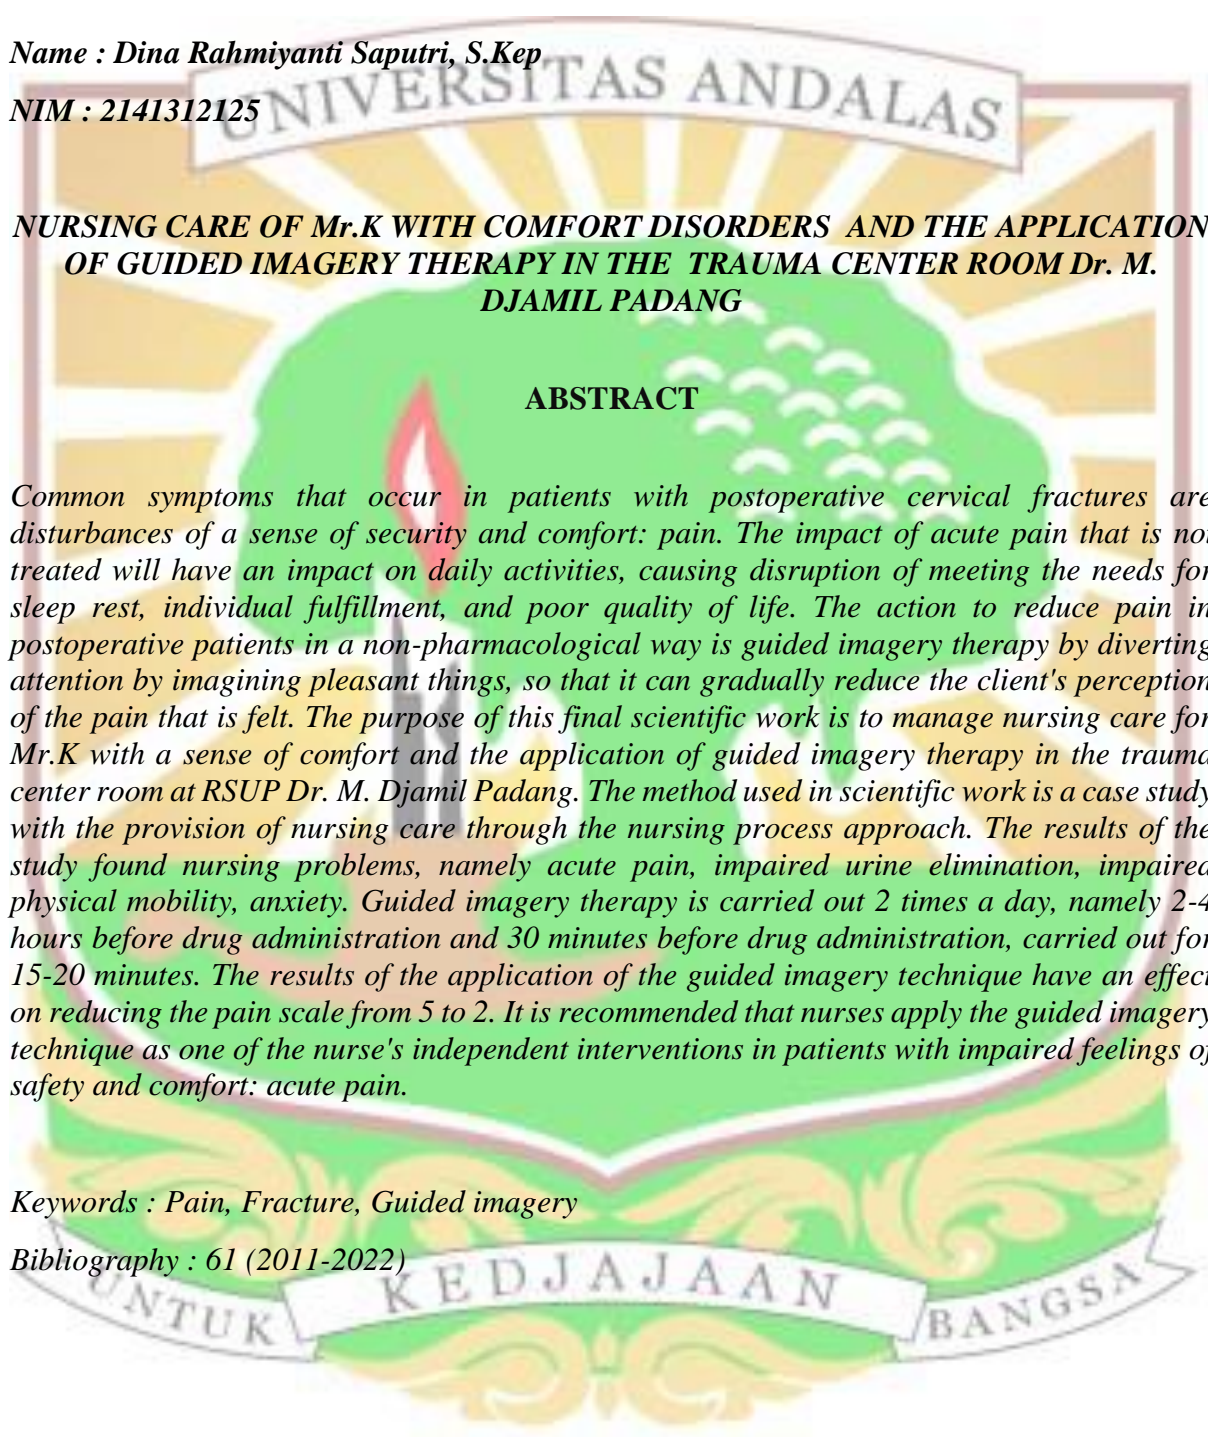 Name : Dina Rahmiyanti Saputri, S.Kep
UNIVERSITAS ANDALAS
NIM : 2141312125
NURSING CARE OF Mr.K WITH COMFORT DISORDERS AND THE APPLICATION
OF GUIDED IMAGERY THERAPY IN THE TRAUMA CENTER ROOM Dr. M.
DJAMIL PADANG
ABSTRACT
Common symptoms that occur in patients with postoperative cervical fractures are
disturbances of a sense of security and comfort: pain. The impact of acute pain that is not
treated will have an impact on daily activities, causing disruption of meeting the needs for
sleep rest, individual fulfillment, and poor quality of life. The action to reduce pain in
postoperative patients in a non-pharmacological way is guided imagery therapy by diverting
attention by imagining pleasant things, so that it can gradually reduce the client's perception
of the pain that is felt. The purpose of this final scientific work is to manage nursing care for
Mr.K with a sense of comfort and the application of guided imagery therapy in the trauma
center room at RSUP Dr. M. Djamil Padang. The method used in scientific work is a case study
with the provision of nursing care through the nursing process approach. The results of the
study found nursing problems, namely acute pain, impaired urine elimination, impaired
physical mobility, anxiety. Guided imagery therapy is carried out 2 times a day, namely 2-4
hours before drug administration and 30 minutes before drug administration, carried out for
15-20 minutes. The results of the application of the guided imagery technique have an effect
on reducing the pain scale from 5 to 2. It is recommended that nurses apply the guided imagery
technique as one of the nurse's independent interventions in patients with impaired feelings of
safety and comfort: acute pain.
Keywords : Pain, Fracture, Guided imagery
Bibliography : 61 (2011-2022)
UNTUK KEDJAJAAN BANGSA